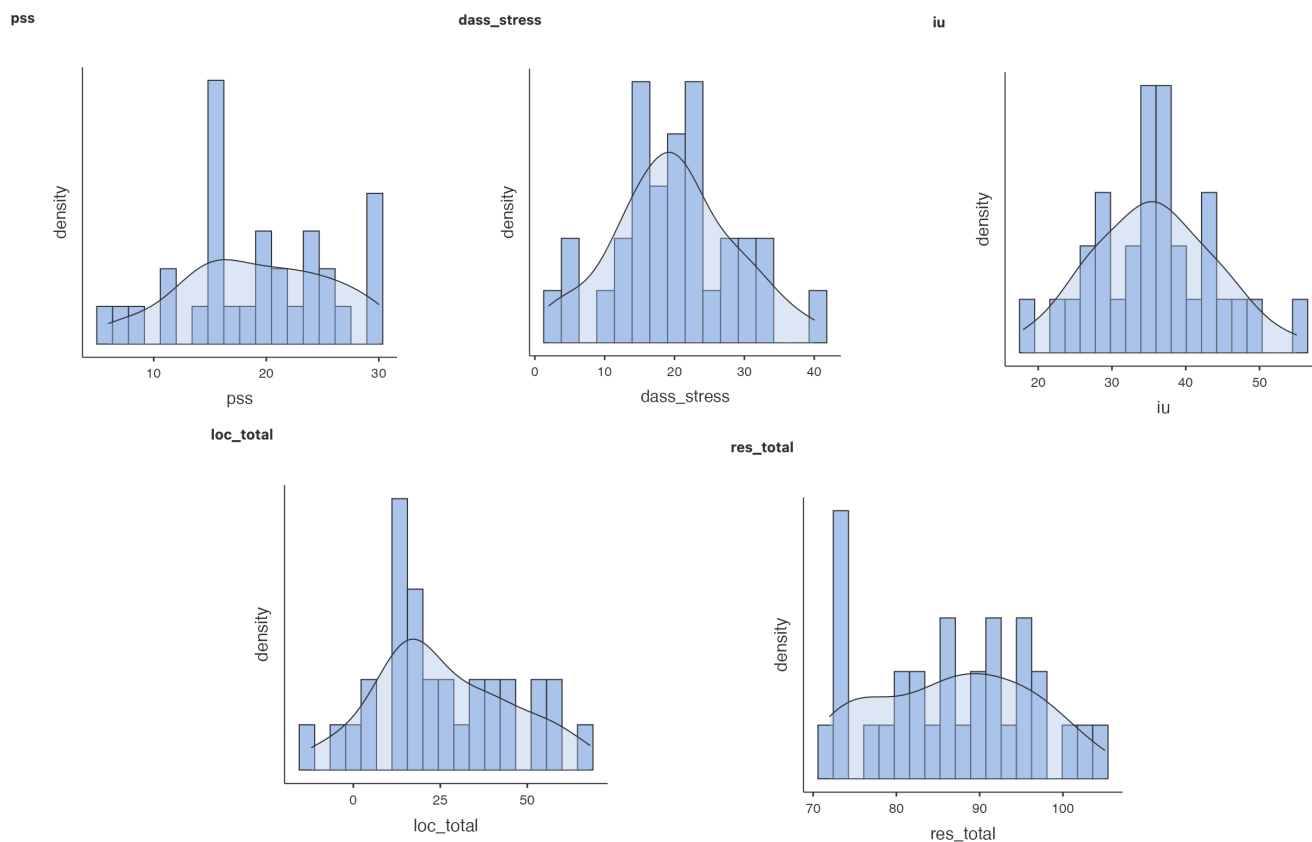 pss
density
10 20 30
pss
dass_stress
density
0 10 20 30 40
dass_stress
iu
density
20 30 40 50
iu
loc_total
density
0 25 50
loc_total
res_total
density
70 80 90 100
res_total